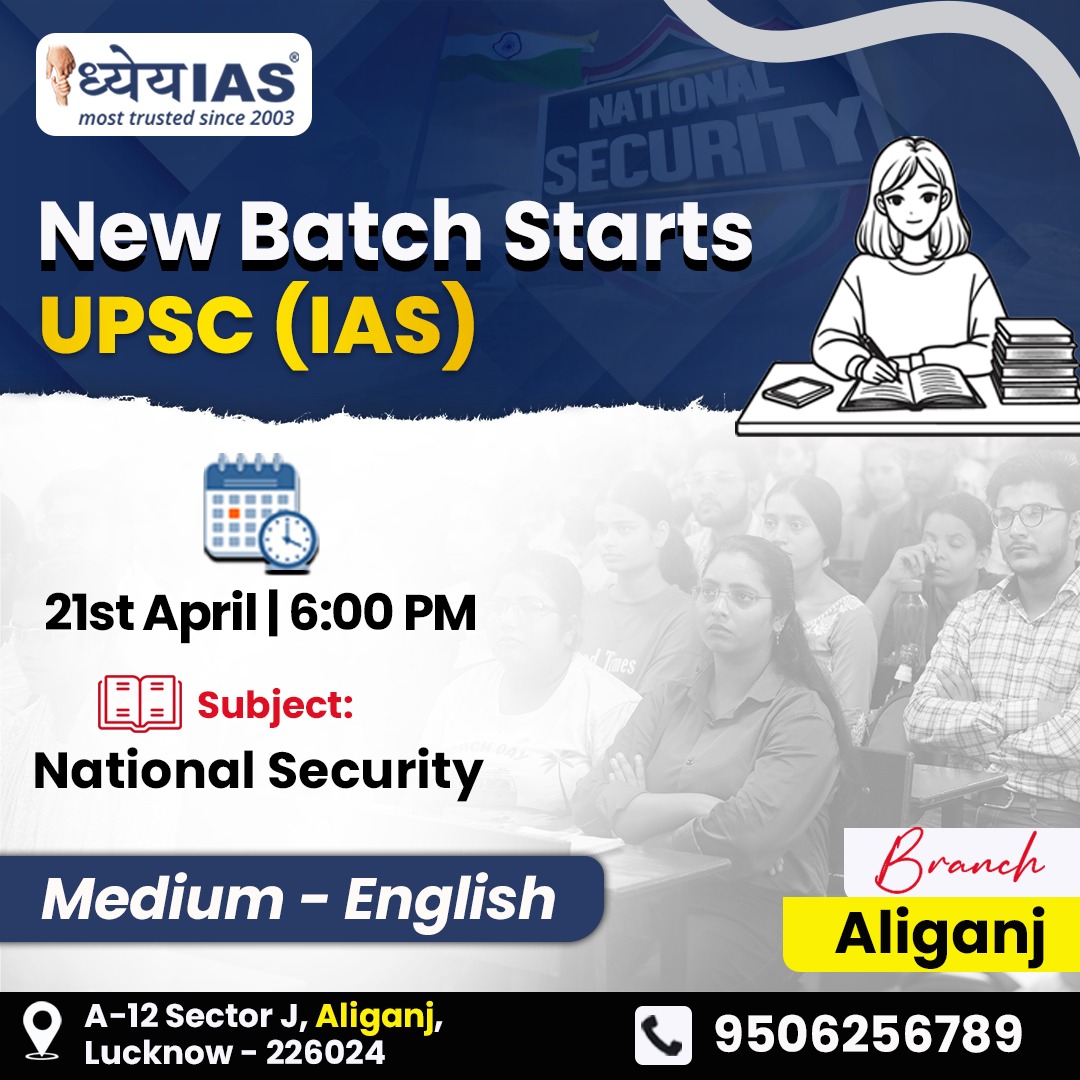 ध्येयIAS®
most trusted since 2003
NATIONAL
SECURITY
New Batch Starts
UPSC (IAS)
21st April | 6:00 PM
Subject:
National Security
Medium - English
Branch
Aliganj
A-12 Sector J, Aliganj,
Lucknow - 226024
9506256789